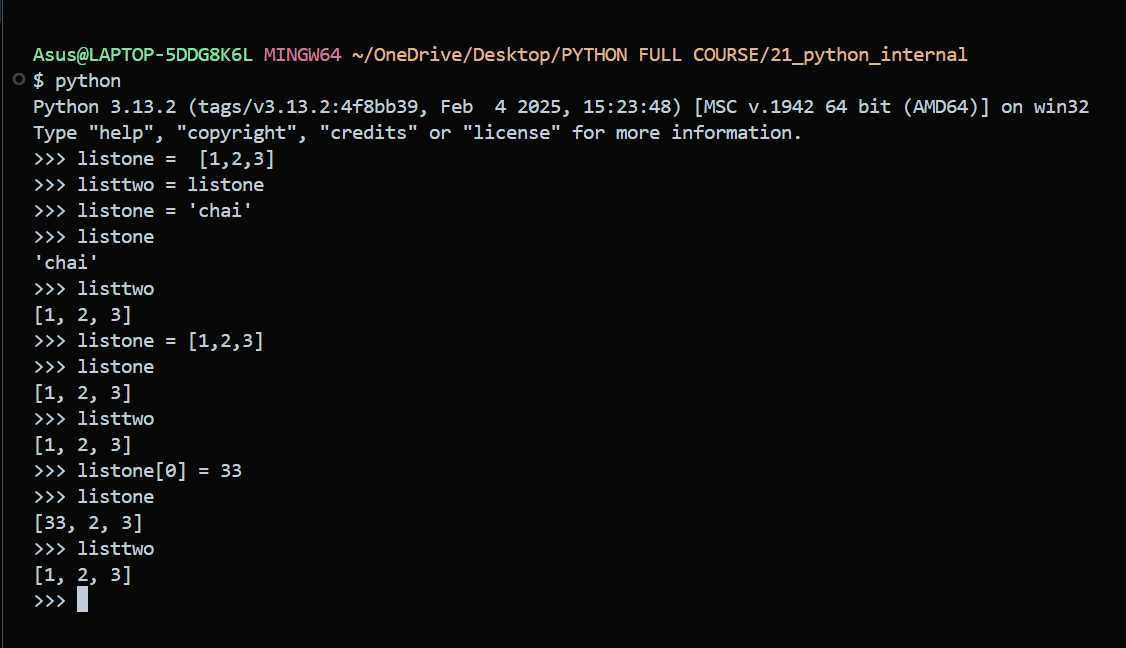 Asus@LAPTOP-5DDG8K6L MINGW64 ~/OneDrive/Desktop/PYTHON FULL COURSE/21_python_internal
$ python
Python 3.13.2 (tags/v3.13.2:4f8bb39, Feb  4 2025, 15:23:48) [MSC v.1942 64 bit (AMD64)] on win32
Type "help", "copyright", "credits" or "license" for more information.
>>> listone =  [1,2,3]
>>> listtwo = listone
>>> listone = 'chai'
>>> listone
'chai'
>>> listtwo
[1, 2, 3]
>>> listone = [1,2,3]
>>> listone
[1, 2, 3]
>>> listtwo
[1, 2, 3]
>>> listone[0] = 33
>>> listone
[33, 2, 3]
>>> listtwo
[1, 2, 3]
>>>